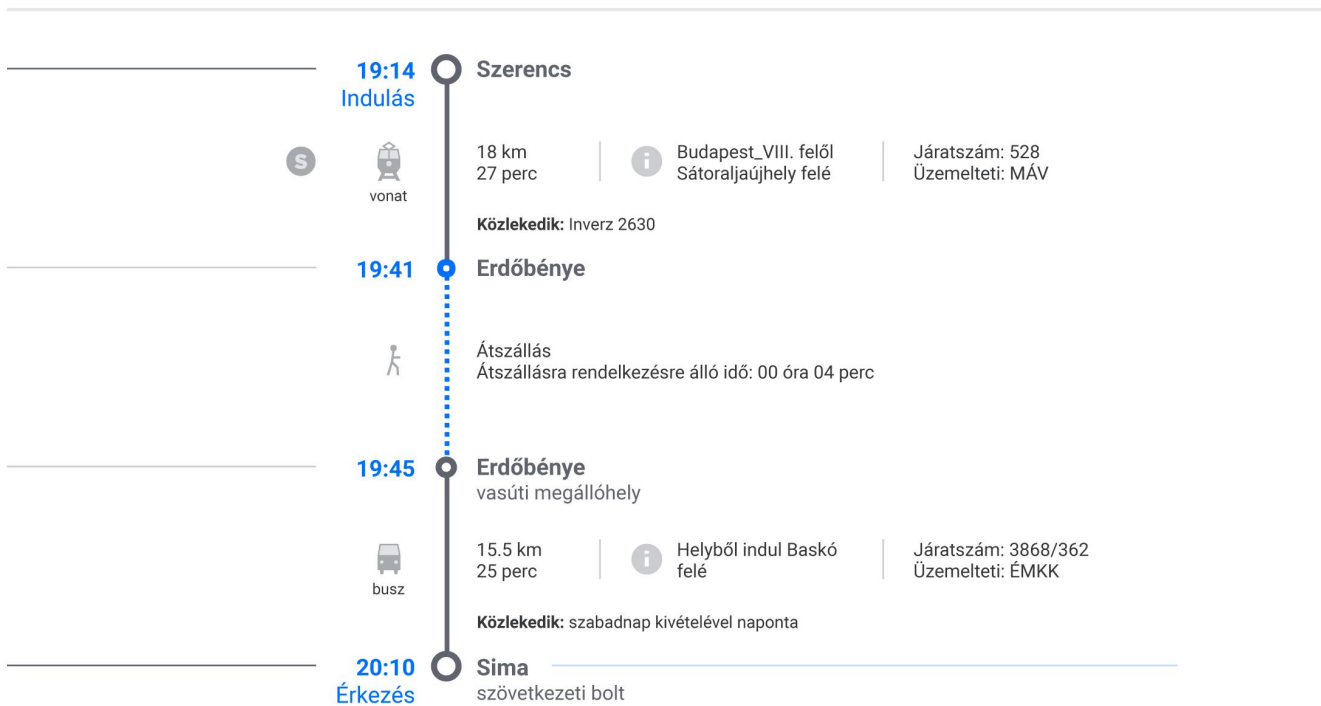 19:14
Indulás
Szerencs
S
vonat
18 km
27 perc
i
Budapest_VIII. felől
Sátoraljaújhely felé
Járatszám: 528
Üzemelteti: MÁV
Közlekedik: Inverz 2630
19:41
Erdőbénye
Átszállás
Átszállásra rendelkezésre álló idő: 00 óra 04 perc
19:45
Erdőbénye
vasúti megállóhely
busz
15.5 km
25 perc
i
Helyből indul Baskó
felé
Járatszám: 3868/362
Üzemelteti: ÉMKK
Közlekedik: szabadnap kivételével naponta
20:10
Érkezés
Sima
szövetkezeti bolt